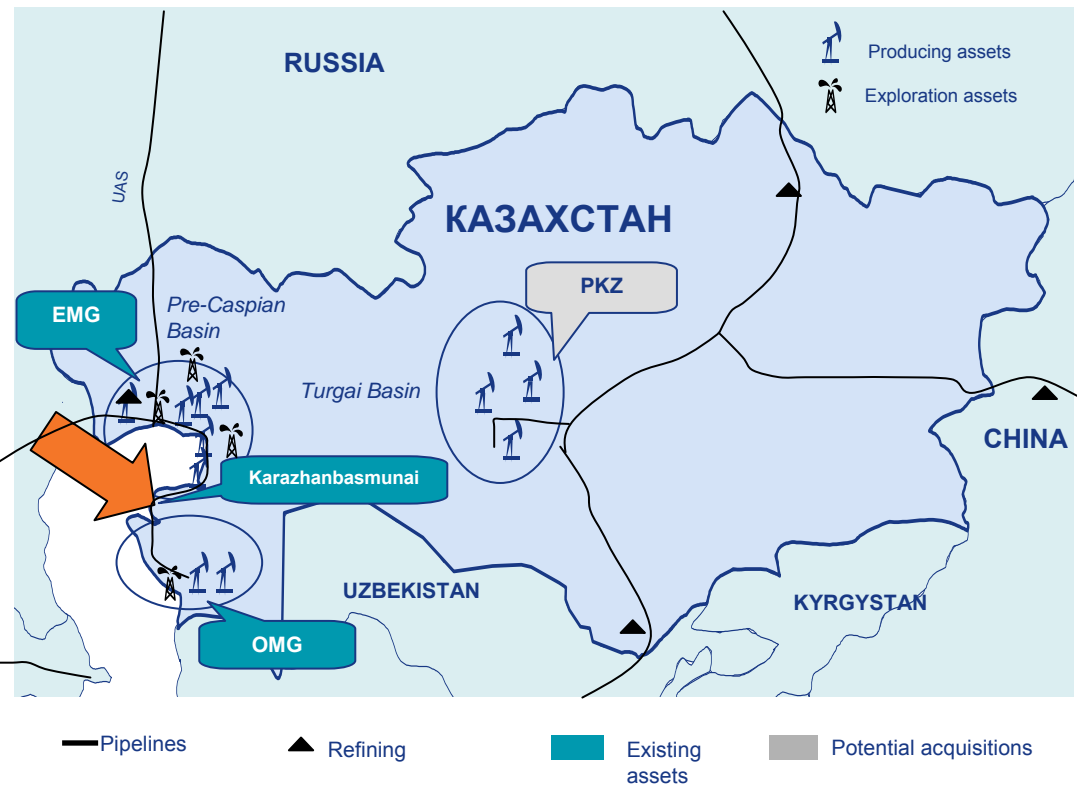 RUSSIA
Producing assets
Exploration assets
UAS
КАЗАХСТАН
PKZ
EMG
Pre-Caspian
Basin
Turgai Basin
CHINA
Karazhanbasmunai
UZBEKISTAN
KYRGYSTAN
OMG
Pipelines
Refining
Existing
assets
Potential acquisitions